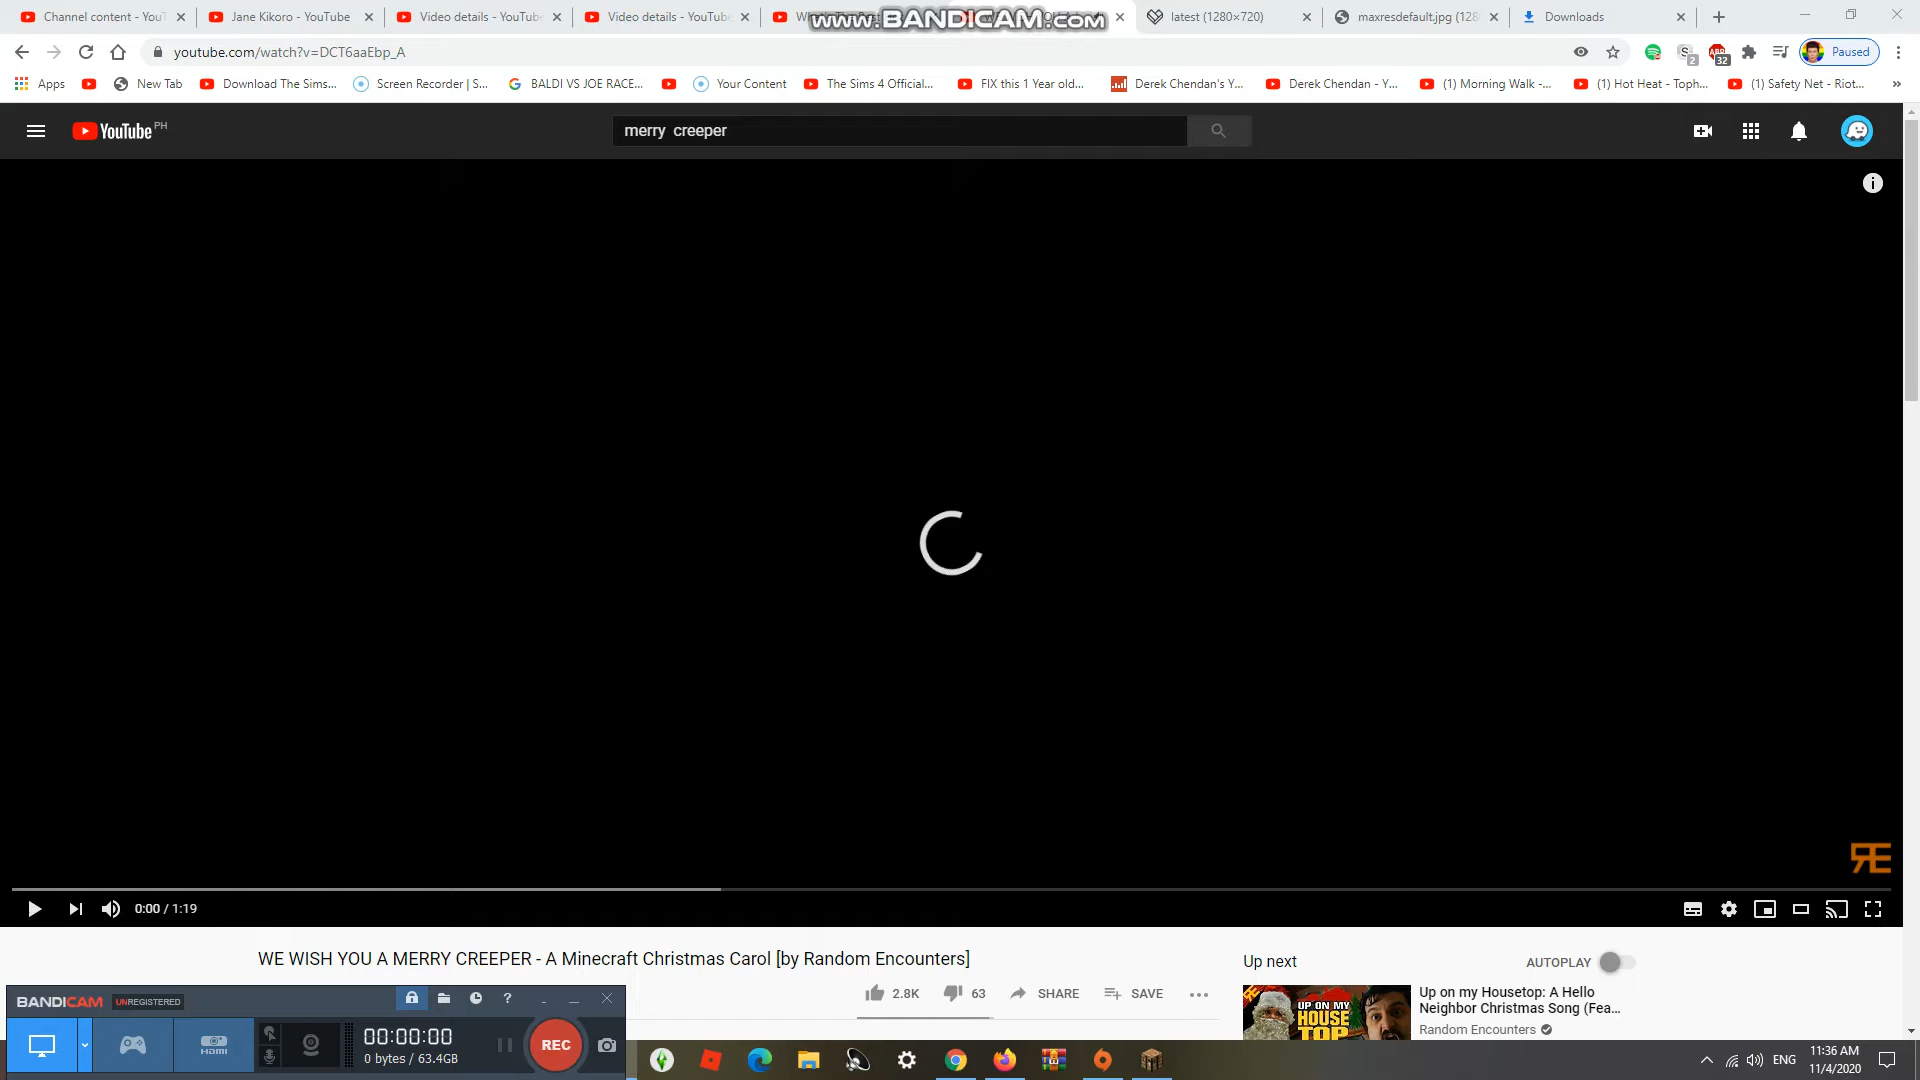 Channel content - YouT
Jane Kikoro - YouTube
Video details - YouTube
Video details - YouTube
www.BANDICAM.com
latest (1280×720)
maxresdefault.jpg (128
Downloads
youtube.com/watch?v=DCT6aaEbp_A
2
32
Paused
Apps
New Tab
Download The Sims...
Screen Recorder | S...
BALDI VS JOE RACE...
Your Content
The Sims 4 Official...
FIX this 1 Year old...
Derek Chendan's Y...
Derek Chendan - Y...
(1) Morning Walk -...
(1) Hot Heat - Toph...
(1) Safety Net - Riot...
YouTube PH
merry  creeper
0:00 / 1:19
WE WISH YOU A MERRY CREEPER - A Minecraft Christmas Carol [by Random Encounters]
2.8K
63
SHARE
SAVE
Up next
AUTOPLAY
UP ON MY
HOUSE
TOP
Up on my Housetop: A Hello
Neighbor Christmas Song (Fea...
Random Encounters
BANDICAM UNREGISTERED
HDMI
00:00:00
0 bytes / 63.4GB
REC
ENG
11:36 AM
11/4/2020